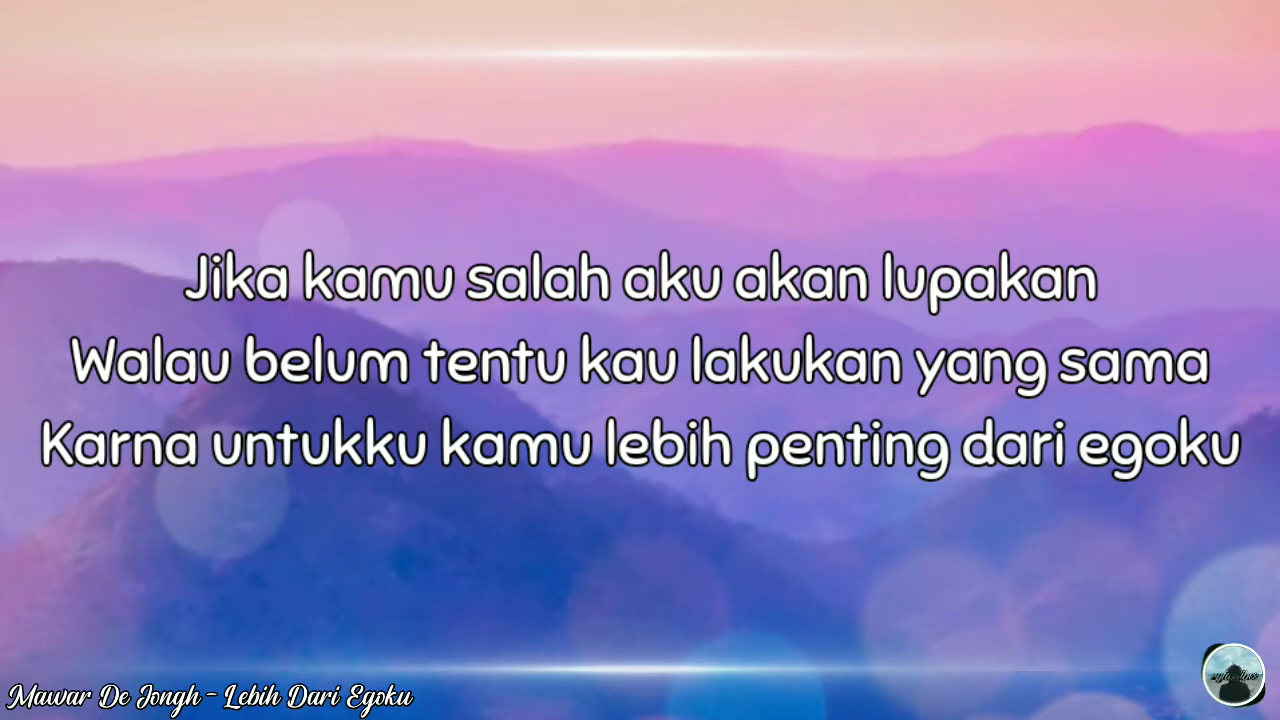 Jika kamu salah aku akan lupakan
Walau belum tentu kau lakukan yang sama
Karna untukku kamu lebih penting dari egoku
Mawar De Jongh - Lebih Dari Egoku